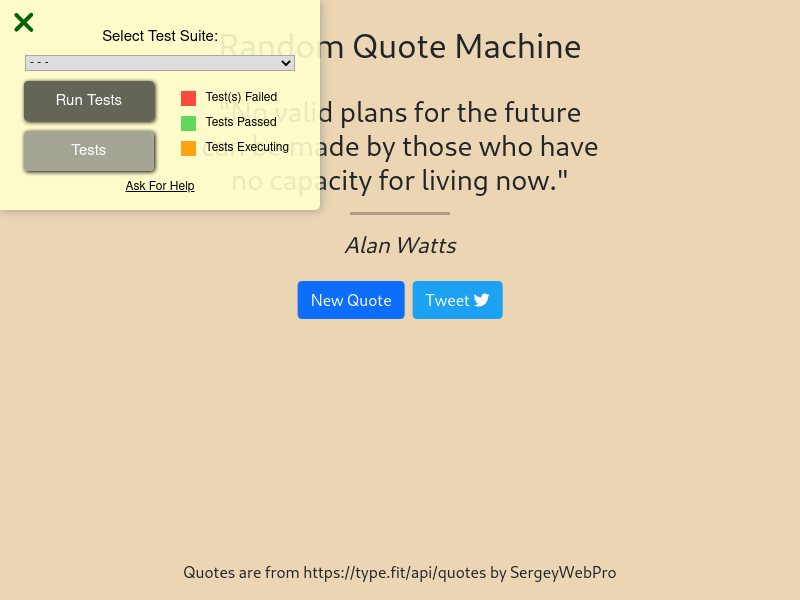 Select Test Suite:
- - -
Run Tests
Tests
Test(s) Failed
Tests Passed
Tests Executing
Ask For Help
Random Quote Machine
"No valid plans for the future
can be made by those who have
no capacity for living now."
Alan Watts
New Quote
Tweet
Quotes are from https://type.fit/api/quotes by SergeyWebPro